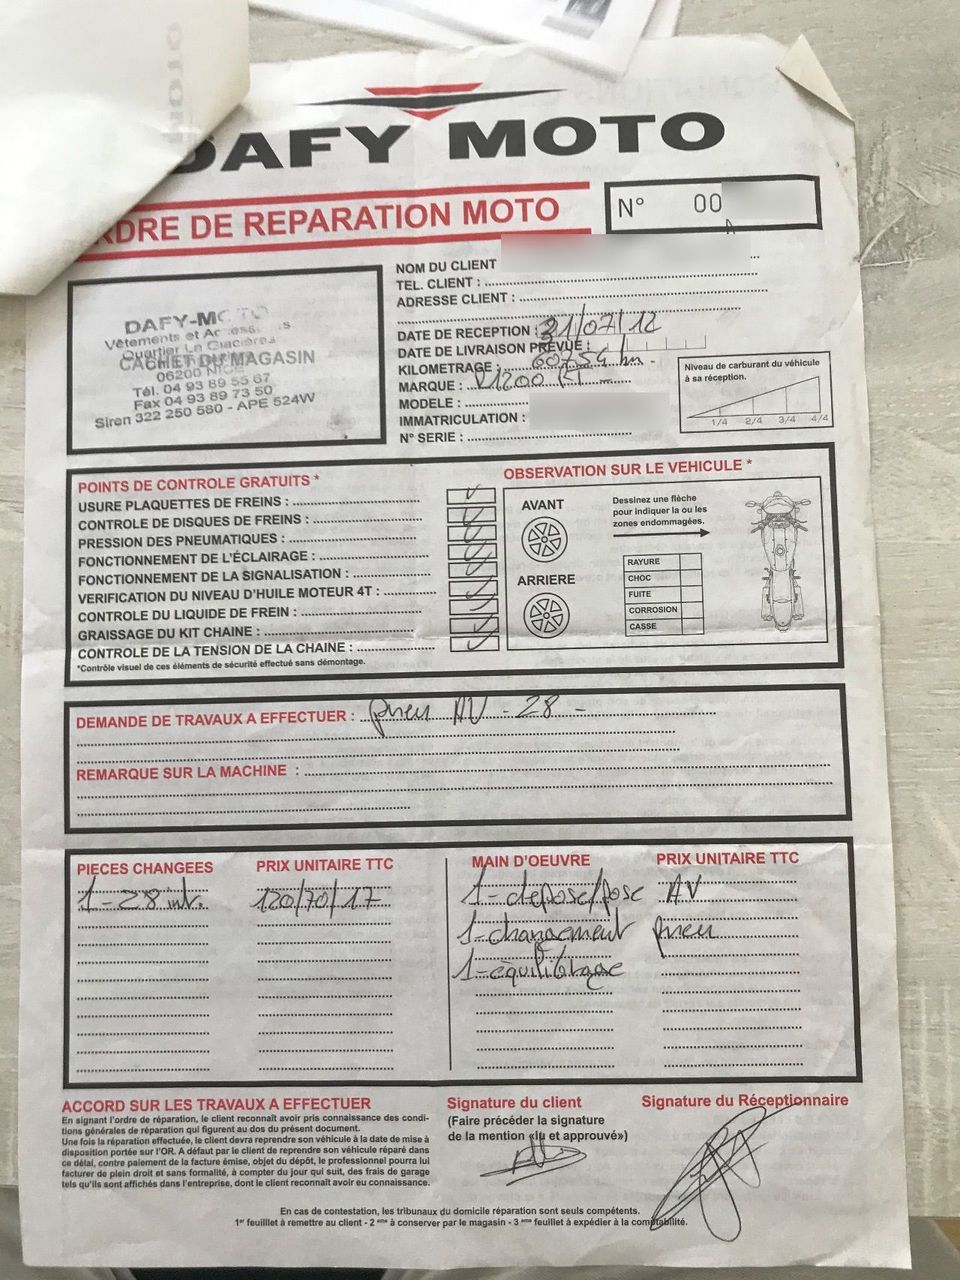 DAFY MOTO
ORDRE DE REPARATION MOTO
N° 00
DAFY-MOTO
Vêtements et
Quartier La Glacières
CACHET DU MAGASIN
06200 NICE
Tél. 04 93 89 55 67
Fax 04 93 89 73 50
Siren 322 250 580 - APE 524W
NOM DU CLIENT
TEL. CLIENT :
ADRESSE CLIENT :
DATE DE RECEPTION : 31/07/12
DATE DE LIVRAISON PRÉVUE :
KILOMETRAGE : 60754 km -
MARQUE : V1200
MODELE :
IMMATRICULATION :
N° SERIE :
Niveau de carburant du véhicule
à sa réception.
1/4 2/4 3/4 4/4
POINTS DE CONTROLE GRATUITS *
USURE PLAQUETTES DE FREINS :
CONTROLE DE DISQUES DE FREINS :
PRESSION DES PNEUMATIQUES :
FONCTIONNEMENT DE L'ÉCLAIRAGE :
FONCTIONNEMENT DE LA SIGNALISATION :
VERIFICATION DU NIVEAU D'HUILE MOTEUR 4T :
CONTROLE DU LIQUIDE DE FREIN :
GRAISSAGE DU KIT CHAINE :
CONTROLE DE LA TENSION DE LA CHAINE :
*Contrôle visuel de ces éléments de sécurité effectué sans démontage.
OBSERVATION SUR LE VEHICULE *
AVANT
ARRIERE
Dessinez une flèche
pour indiquer la ou les
zones endommagées.
RAYURE
CHOC
FUITE
CORROSION
CASSE
DEMANDE DE TRAVAUX A EFFECTUER : pneu AV - 28 -
REMARQUE SUR LA MACHINE :
PIECES CHANGEES PRIX UNITAIRE TTC MAIN D'OEUVRE PRIX UNITAIRE TTC
1 - 28 int. 120/70/17 1 - depose/pose AV
1 - changement pneu
1 - équilibrage
ACCORD SUR LES TRAVAUX A EFFECTUER
En signant l'ordre de réparation, le client reconnaît avoir pris connaissance des condi-
tions générales de réparation qui figurent au dos du présent document.
Une fois la réparation effectuée, le client devra reprendre son véhicule à la date de mise à
disposition portée sur l'OR. A défaut par le client de reprendre son véhicule réparé dans
ce délai, contre paiement de la facture émise, objet du dépôt, le professionnel pourra lui
facturer de plein droit et sans formalité, à compter du jour qui suit, des frais de garage
tels qu'ils sont affichés dans l'entreprise, dont le client reconnaît avoir eu connaissance.
Signature du client
(Faire précéder la signature
de la mention «lu et approuvé»)
Signature du Réceptionnaire
En cas de contestation, les tribunaux du domicile réparation sont seuls compétents.
1er feuilllet à remettre au client - 2 ème à conserver par le magasin - 3 ème feuillet à expédier à la comptabilité.